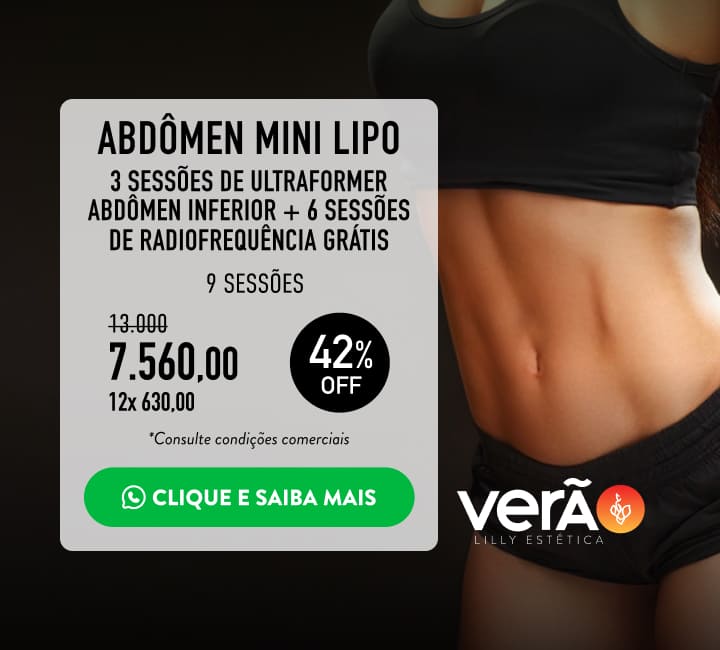 ABDÔMEN MINI LIPO
3 SESSÕES DE ULTRAFORMER
ABDÔMEN INFERIOR + 6 SESSÕES
DE RADIOFREQUÊNCIA GRÁTIS
9 SESSÕES
13.000
7.560,00
12x 630,00
42%
OFF
*Consulte condições comerciais
CLIQUE E SAIBA MAIS
verÃo
LILLY ESTÉTICA